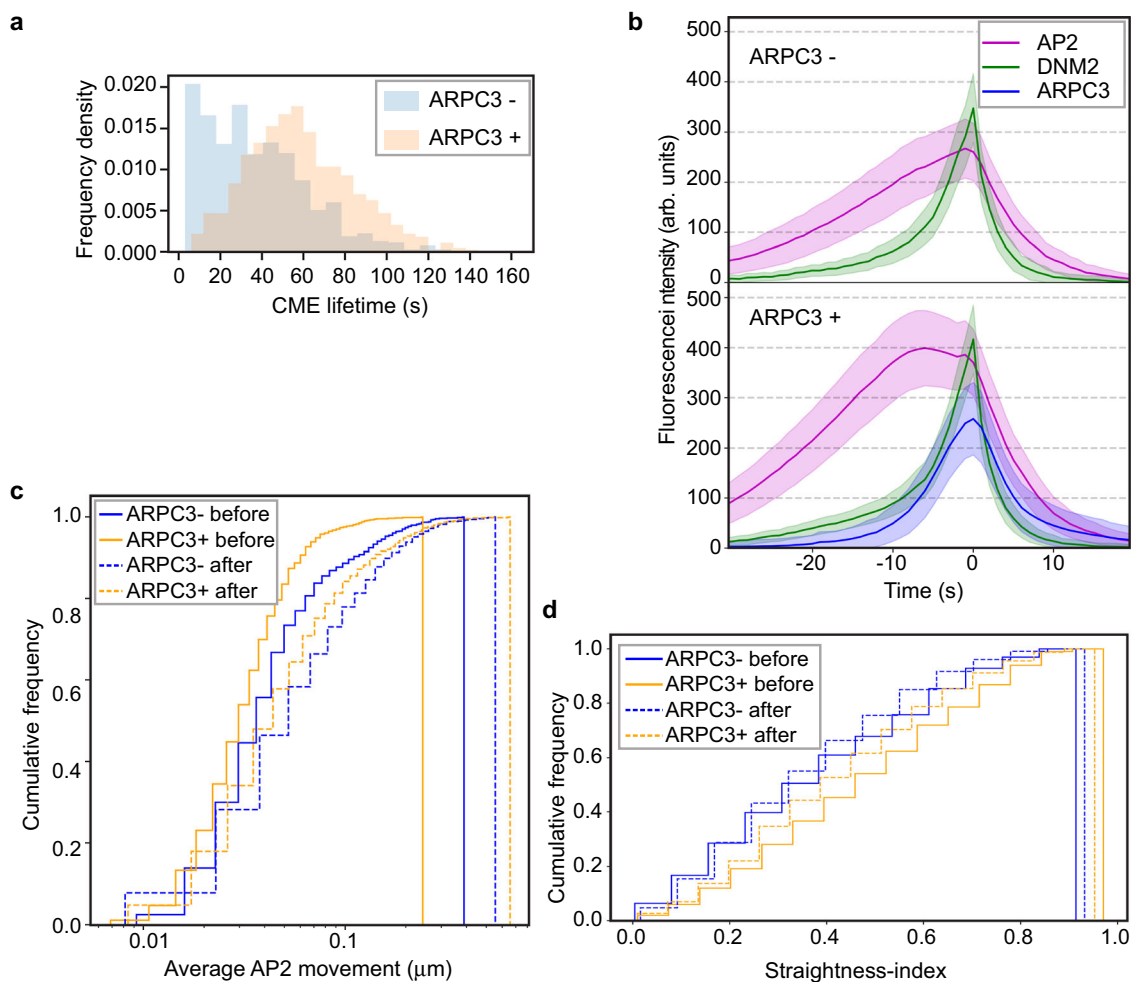 a
0.020
0.015
0.010
0.005
0.000
Frequency density
ARPC3 -
ARPC3 +
0 20 40 60 80 100 120 140 160
CME lifetime (s)
b
500
400
300
200
100
0
ARPC3 -
AP2
DNM2
ARPC3
500
400
300
200
100
0
ARPC3 +
Fluorescencei ntensity (arb. units)
-20 -10 0 10
Time (s)
c
ARPC3- before
ARPC3+ before
ARPC3- after
ARPC3+ after
1.0
0.8
0.6
0.4
0.2
0.0
Cumulative frequency
0.01 0.1
Average AP2 movement (μm)
d
ARPC3- before
ARPC3+ before
ARPC3- after
ARPC3+ after
1.0
0.8
0.6
0.4
0.2
0.0
Cumulative frequency
0.0 0.2 0.4 0.6 0.8 1.0
Straightness-index